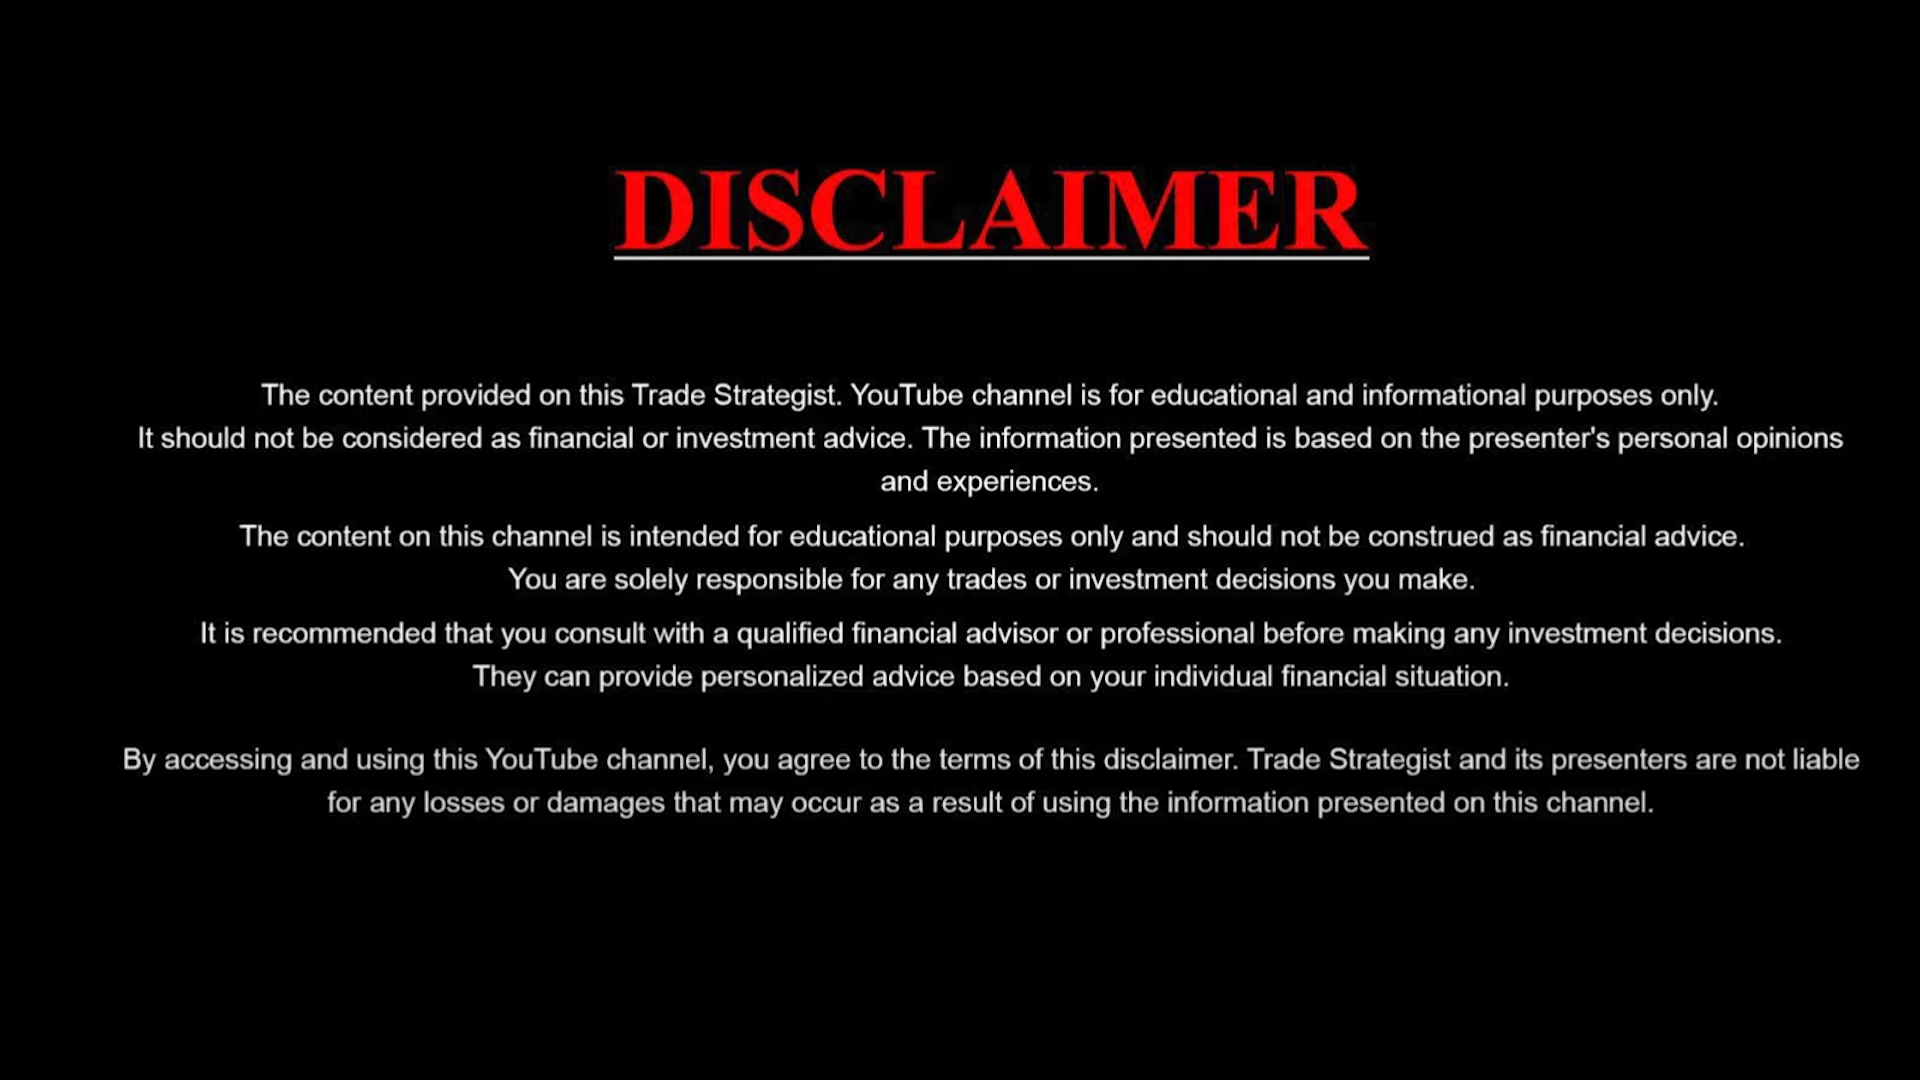 DISCLAIMER
The content provided on this Trade Strategist. YouTube channel is for educational and informational purposes only.
It should not be considered as financial or investment advice. The information presented is based on the presenter's personal opinions
and experiences.
The content on this channel is intended for educational purposes only and should not be construed as financial advice.
You are solely responsible for any trades or investment decisions you make.
It is recommended that you consult with a qualified financial advisor or professional before making any investment decisions.
They can provide personalized advice based on your individual financial situation.
By accessing and using this YouTube channel, you agree to the terms of this disclaimer. Trade Strategist and its presenters are not liable
for any losses or damages that may occur as a result of using the information presented on this channel.